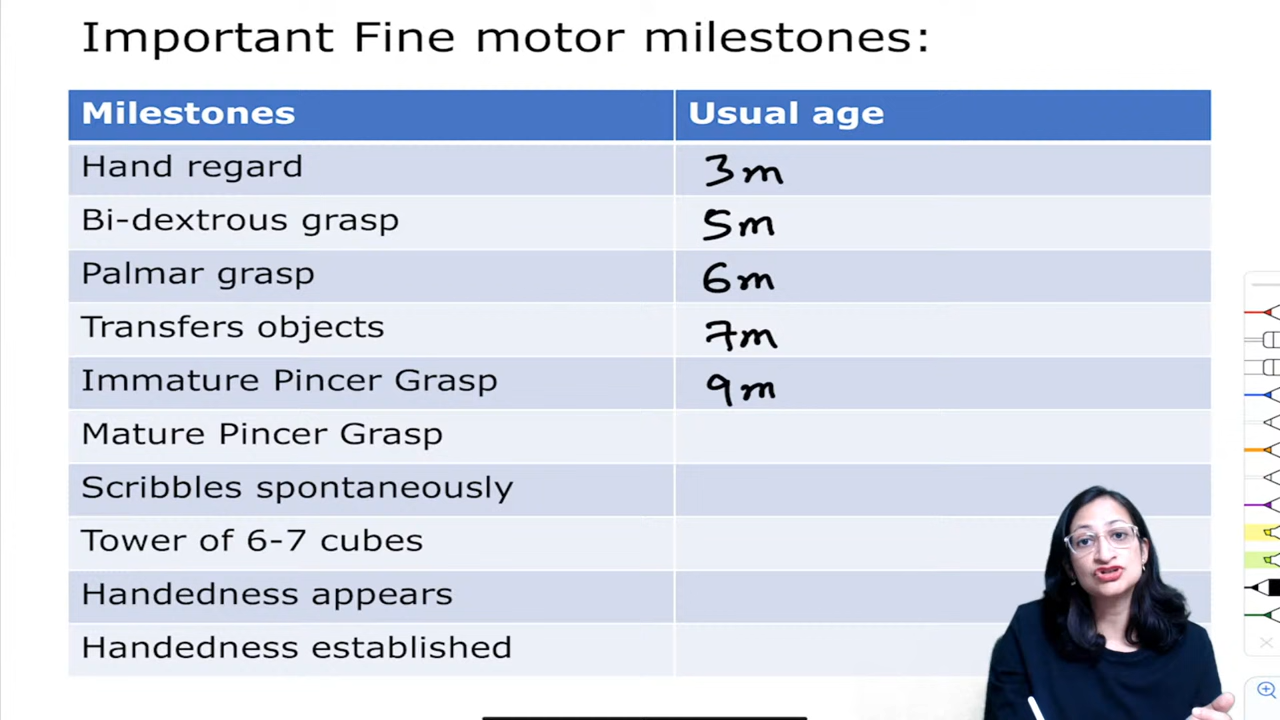 Important Fine motor milestones:
Milestones Usual age
Hand regard 3m
Bi-dextrous grasp 5m
Palmar grasp 6m
Transfers objects 7m
Immature Pincer Grasp 9m
Mature Pincer Grasp
Scribbles spontaneously
Tower of 6-7 cubes
Handedness appears
Handedness established